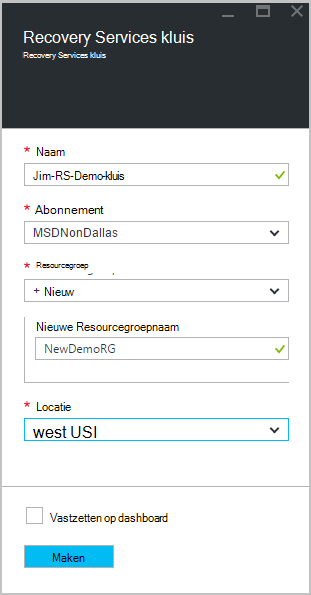 Recovery Services kluis
Recovery Services kluis
* Naam
Jim-RS-Demo-kluis
* Abonnement
MSDNonDallas
* Resourcegroep
+ Nieuw
Nieuwe Resourcegroepnaam
NewDemoRG
* Locatie
west USI
Vastzetten op dashboard
Maken